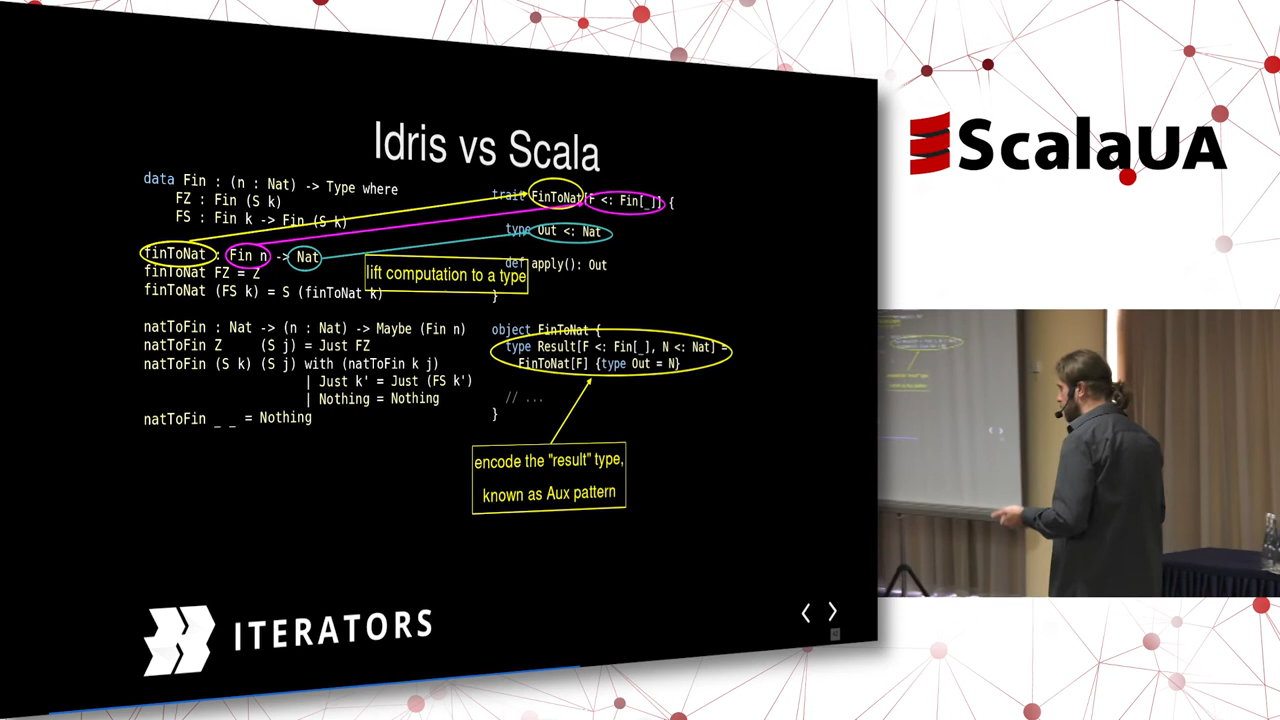 Idris vs Scala
data Fin : (n : Nat) -> Type where
FZ : Fin (S k)
FS : Fin k -> Fin (S k)
finToNat : Fin n -> Nat
finToNat FZ = Z
finToNat (FS k) = S (finToNat k)
natToFin : Nat -> (n : Nat) -> Maybe (Fin n)
natToFin Z (S j) = Just FZ
natToFin (S k) (S j) with (natToFin k j)
| Just k' = Just (FS k')
| Nothing = Nothing
natToFin _ _ = Nothing
trait FinToNat[F <: Fin[_]] {
type Out <: Nat
def apply(): Out
}
lift computation to a type
object FinToNat {
type Result[F <: Fin[_], N <: Nat] =
FinToNat[F] {type Out = N}
// ...
}
encode the "result" type,
known as Aux pattern
ITERATORS
< >
ScalaUA